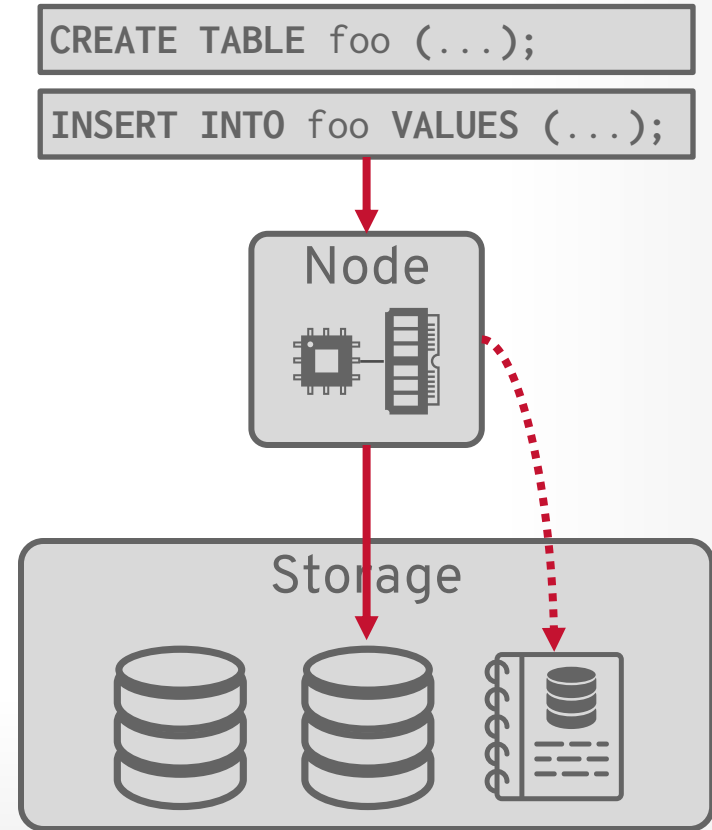 CREATE TABLE foo (...);
INSERT INTO foo VALUES (...);
Node
Storage